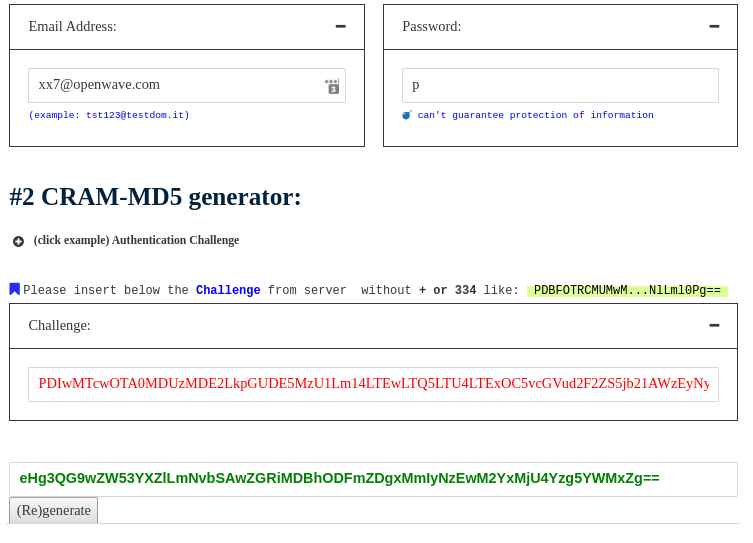 Email Address:
Password:
xx7@openwave.com
p
(example: tst123@testdom.it)
can't guarantee protection of information
#2 CRAM-MD5 generator:
(click example) Authentication Challenge
Please insert below the Challenge from server without + or 334 like: PDBFOTRCMUMwM...NlLml0Pg==
Challenge:
PDIwMTcwOTA0MDUzMDE2LkpGUDE5MzU1Lm14LTEwLTQ5LTU4LTExOC5vcGVud2F2ZS5jb21AWzEyNy
eHg3QG9wZW53YXZlLmNvbSAwZGRiMDBhODFmZDgxMmIyNzEwM2YxMjU4Yzg5YWMxZg==
(Re)generate